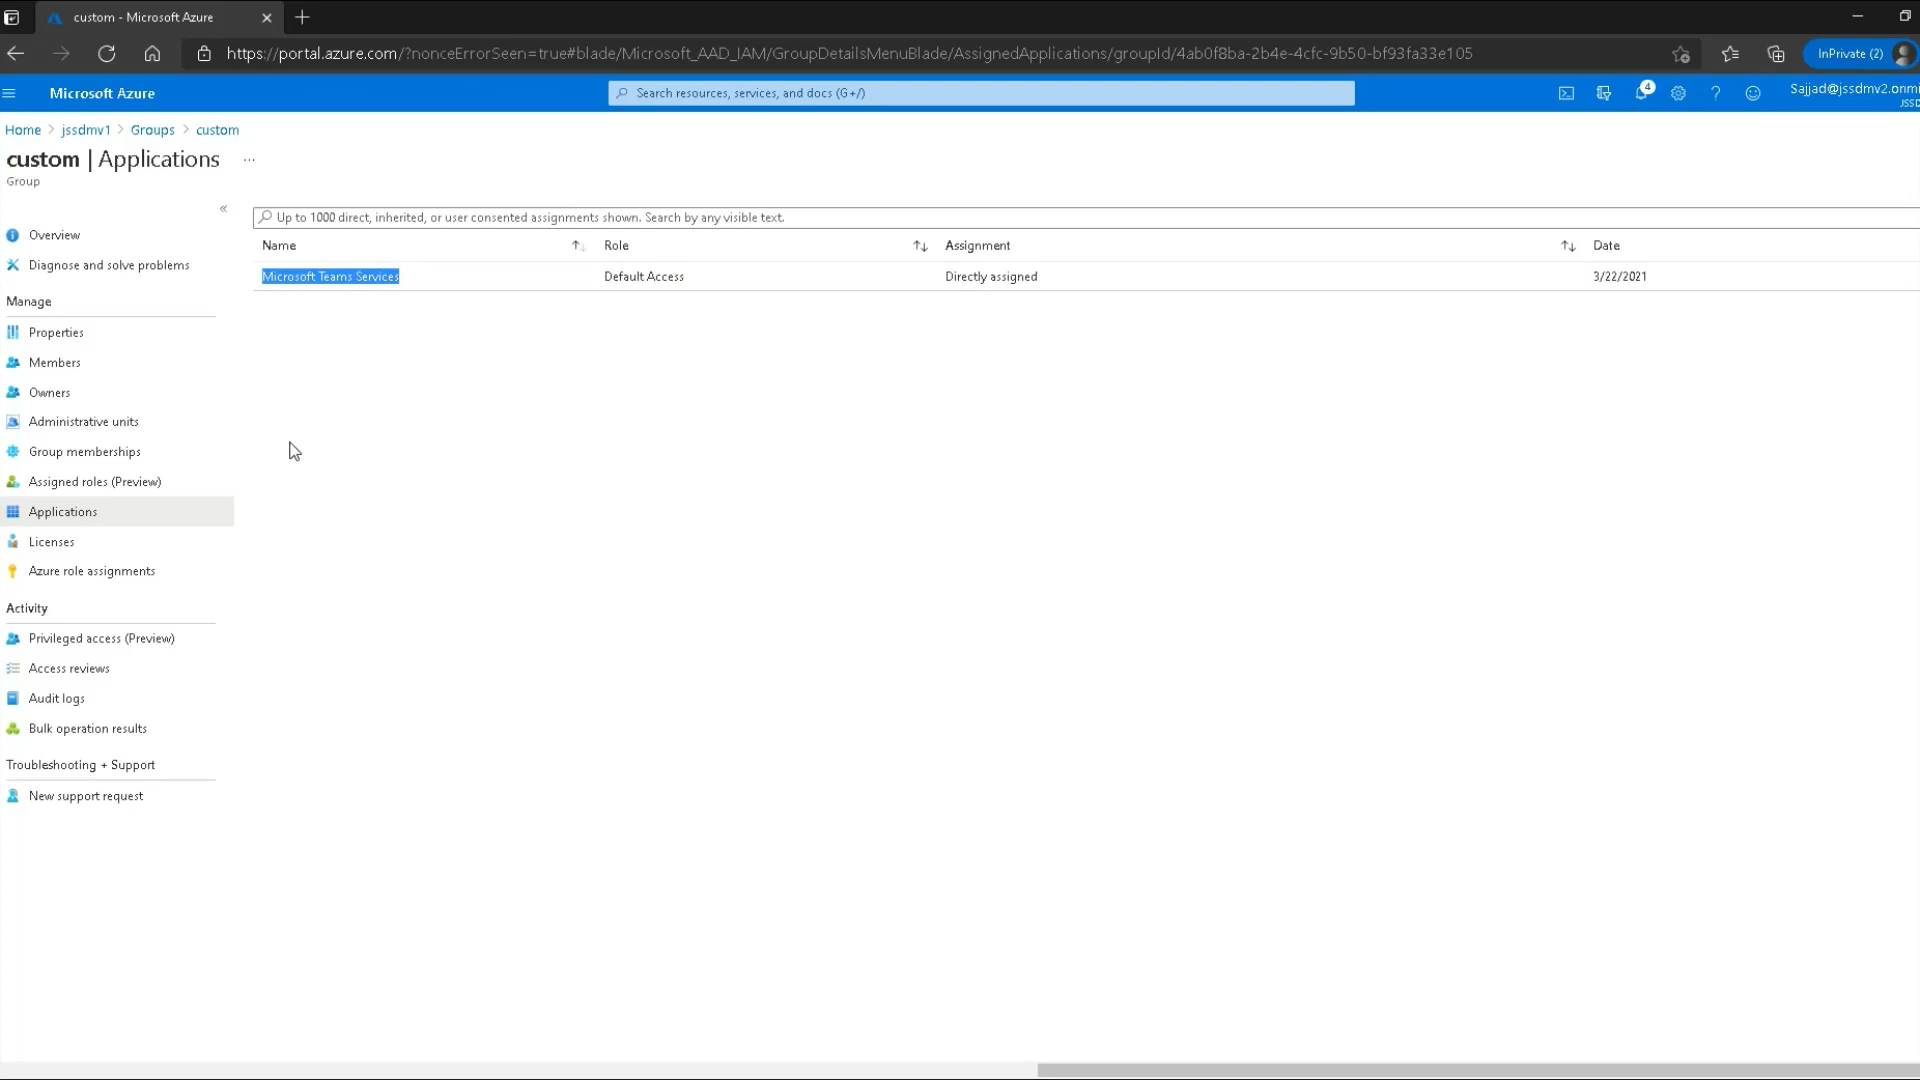 custom - Microsoft Azure
https://portal.azure.com/?nonceErrorSeen=true#blade/Microsoft_AAD_IAM/GroupDetailsMenuBlade/AssignedApplications/groupId/4ab0f8ba-2b4e-4cfc-9b50-bf93fa33e105
InPrivate (2)
Microsoft Azure
Search resources, services, and docs (G+/)
4
Sajjad@jssdmv2.onmi
JSSD
Home > jssdmv1 > Groups > custom
custom | Applications ...
Group
Up to 1000 direct, inherited, or user consented assignments shown. Search by any visible text.
Name Role Assignment Date
Microsoft Teams Services Default Access Directly assigned 3/22/2021
Overview
Diagnose and solve problems
Manage
Properties
Members
Owners
Administrative units
Group memberships
Assigned roles (Preview)
Applications
Licenses
Azure role assignments
Activity
Privileged access (Preview)
Access reviews
Audit logs
Bulk operation results
Troubleshooting + Support
New support request